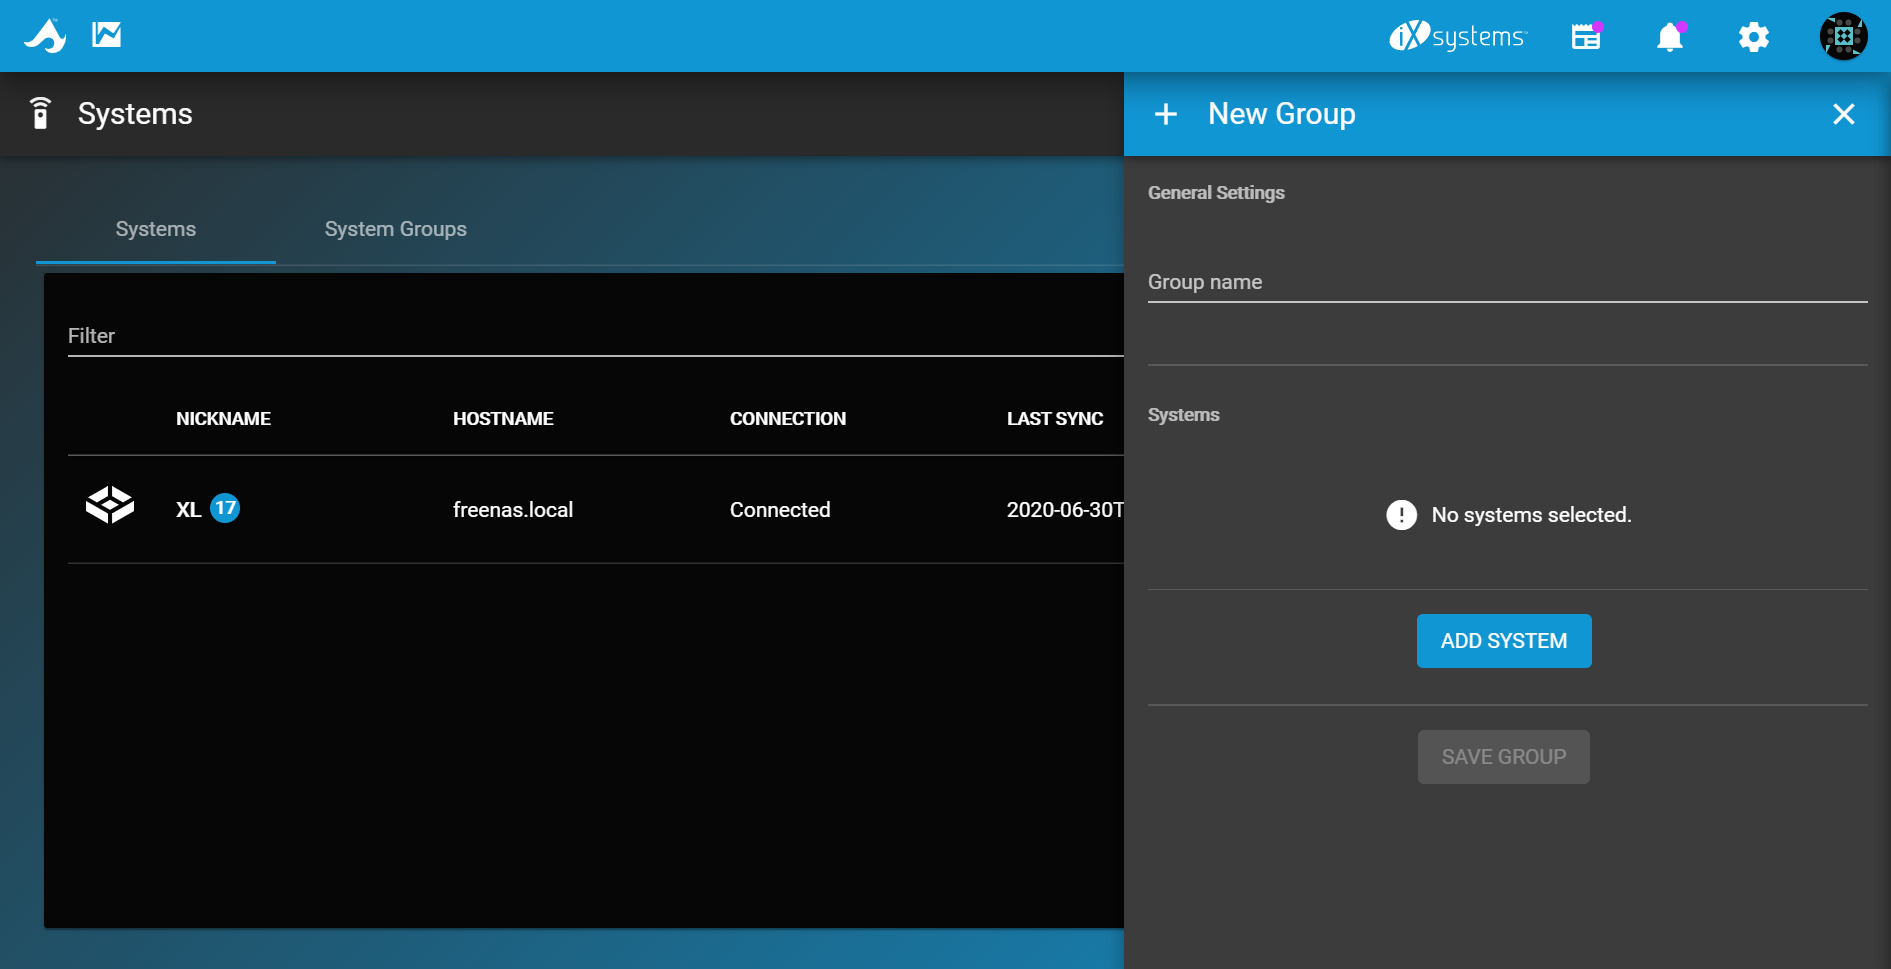 iXsystems
Systems
New Group
Systems System Groups
Filter
NICKNAME HOSTNAME CONNECTION LAST SYNC
XL 17 freenas.local Connected 2020-06-30T
General Settings
Group name
Systems
No systems selected.
ADD SYSTEM
SAVE GROUP